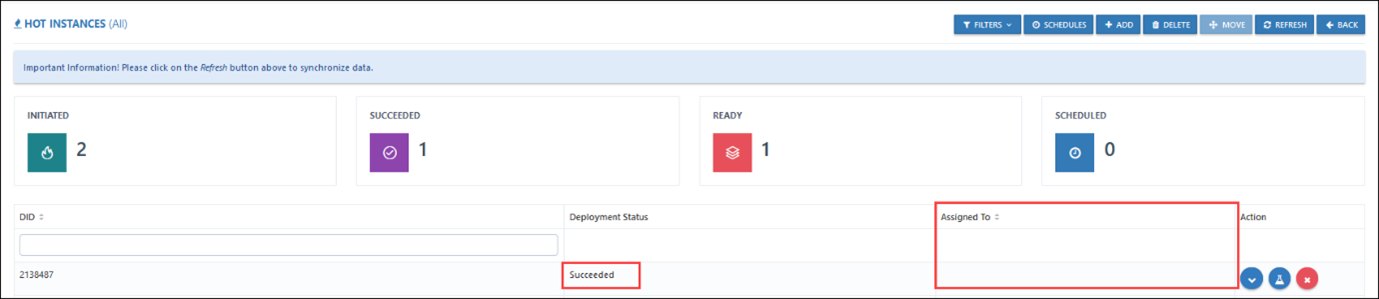 HOT INSTANCES (All)
FILTERS SCHEDULES ADD DELETE MOVE REFRESH BACK
Important Information! Please click on the Refresh button above to synchronize data.
INITIATED SUCCEEDED READY SCHEDULED
2 1 1 0
DID Deployment Status Assigned To Action
2138487 Succeeded